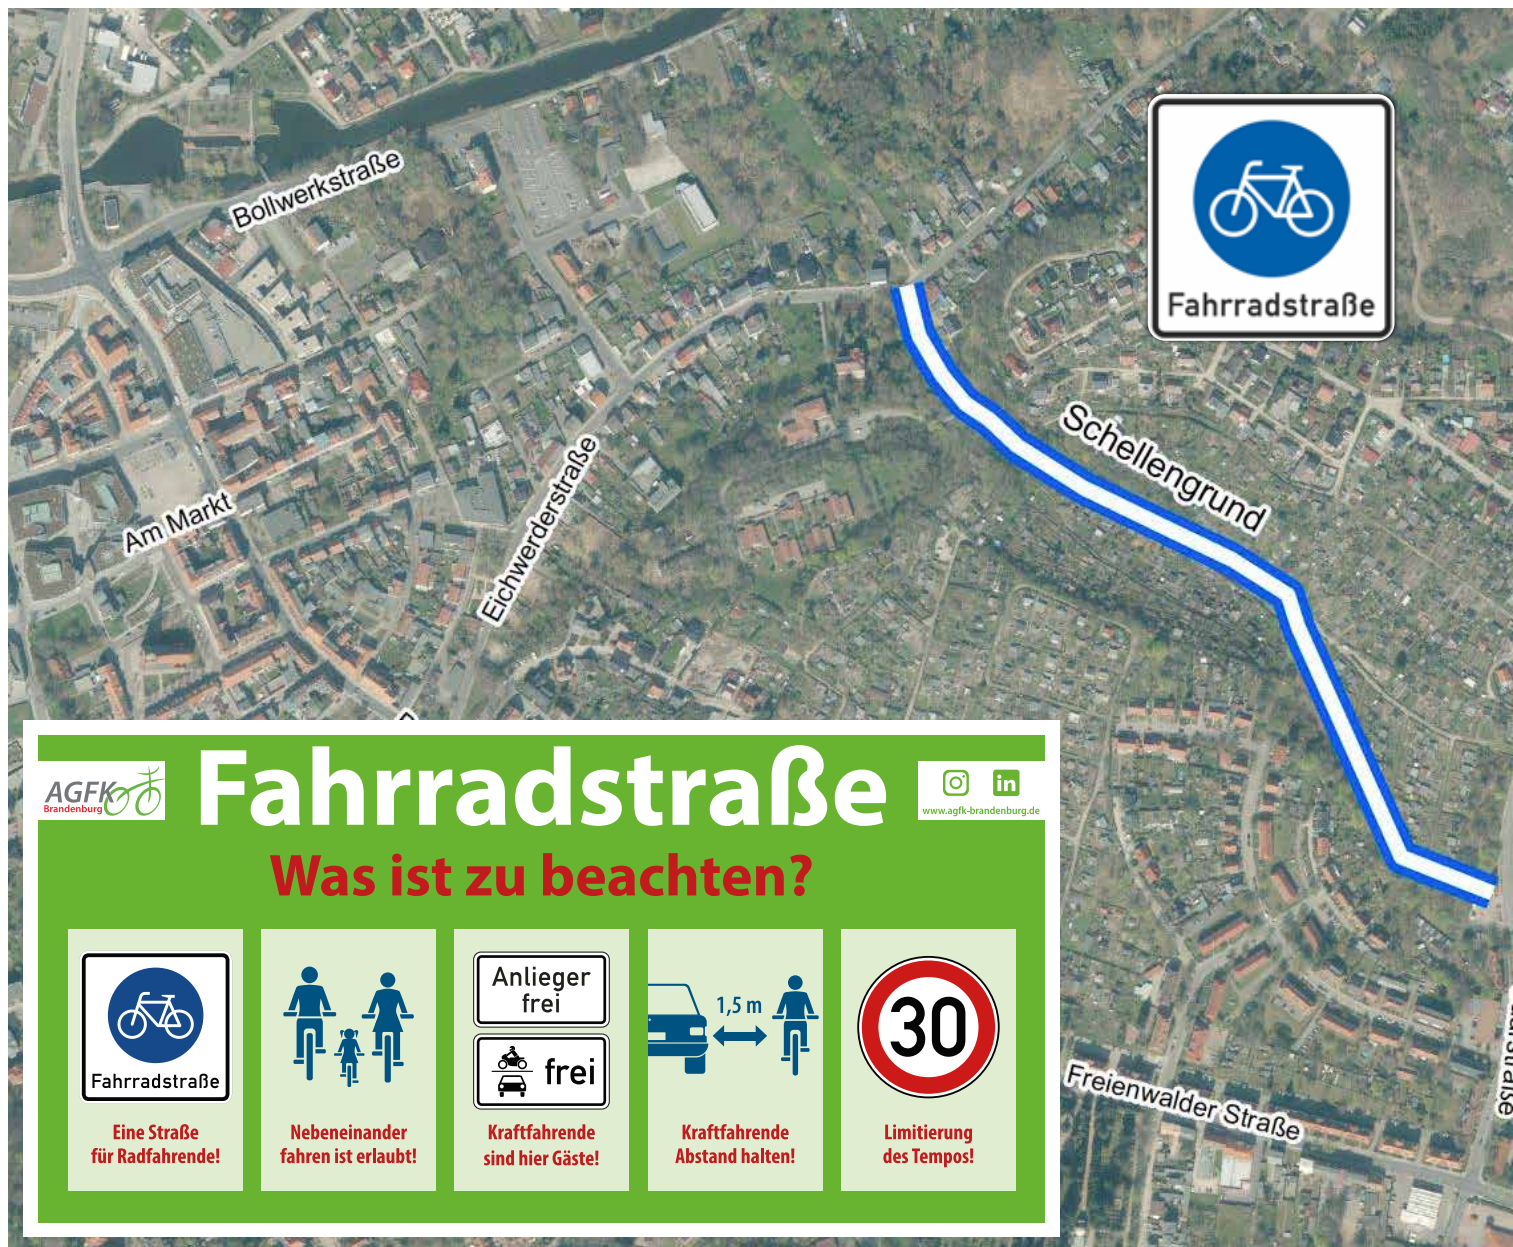 Bollwerkstraße
Fahrradstraße
Schellengrund
Am Markt
Eichwerderstraße
AGFK
Brandenburg
Fahrradstraße
www.agfk-brandenburg.de
Was ist zu beachten?
Fahrradstraße
Eine Straße
für Radfahrende!
Nebeneinander
fahren ist erlaubt!
Anlieger
frei
frei
Kraftfahrende
sind hier Gäste!
1,5 m
Kraftfahrende
Abstand halten!
30
Limitierung
des Tempos!
Freienwalder Straße